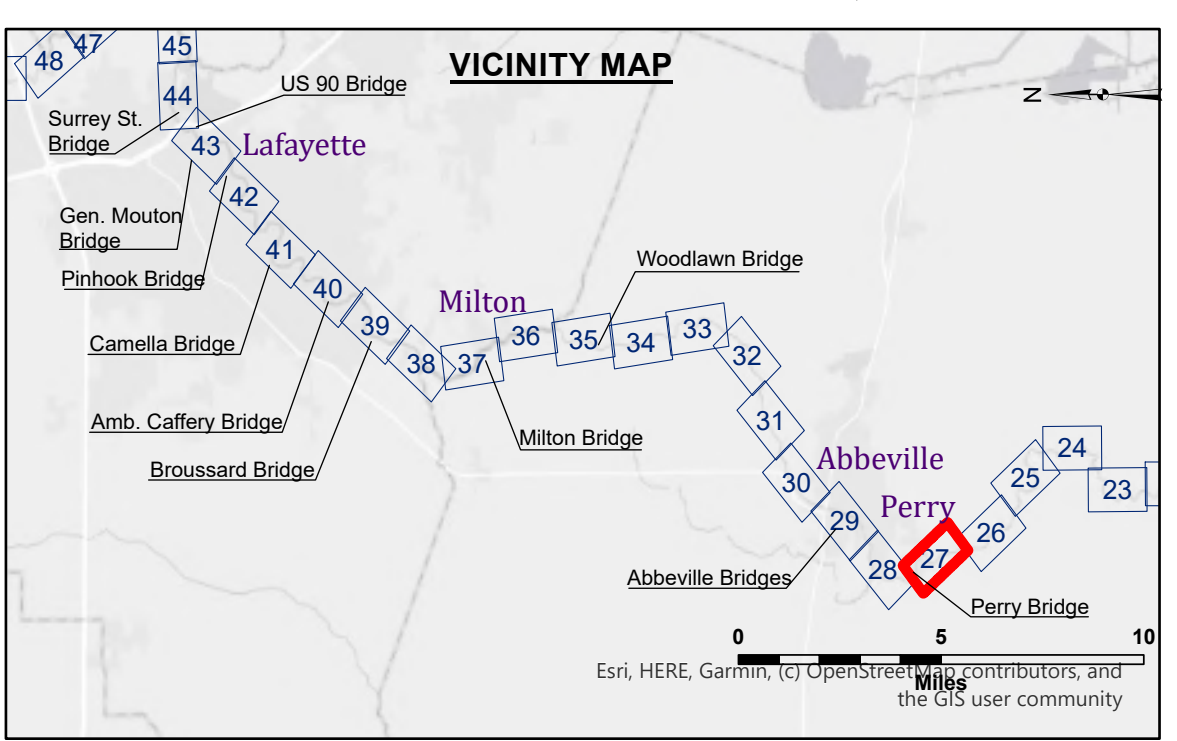 VICINITY MAP
48
47
45
44
US 90 Bridge
Surrey St.
Bridge
N
43
Lafayette
42
Gen. Mouton
Bridge
41
Pinhook Bridge
40
Woodlawn Bridge
Milton
39
36
35
34
33
32
Camella Bridge
38
37
31
Amb. Caffery Bridge
Milton Bridge
Broussard Bridge
Abbeville
30
24
25
23
Perry
29
26
27
28
Abbeville Bridges
Perry Bridge
0
5
10
Miles
Esri, HERE, Garmin, (c) OpenStreetMap contributors, and
the GIS user community